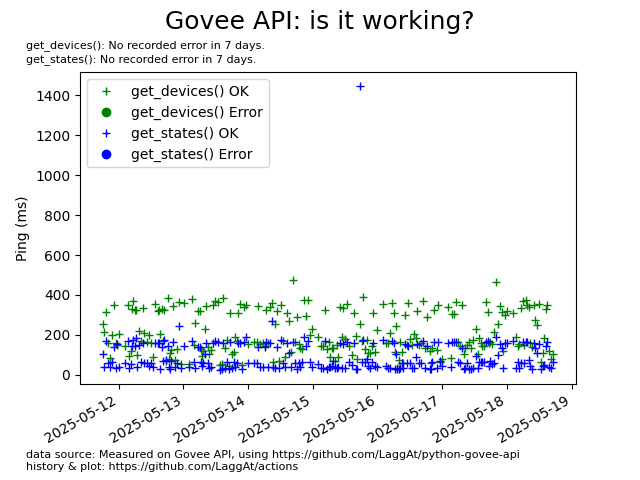 Govee API: is it working?
get_devices(): No recorded error in 7 days.
get_states(): No recorded error in 7 days.
get_devices() OK
get_devices() Error
get_states() OK
get_states() Error
Ping (ms)
1400
1200
1000
800
600
400
200
0
2025-05-12
2025-05-13
2025-05-14
2025-05-15
2025-05-16
2025-05-17
2025-05-18
2025-05-19
data source: Measured on Govee API, using https://github.com/LaggAt/python-govee-api
history & plot: https://github.com/LaggAt/actions